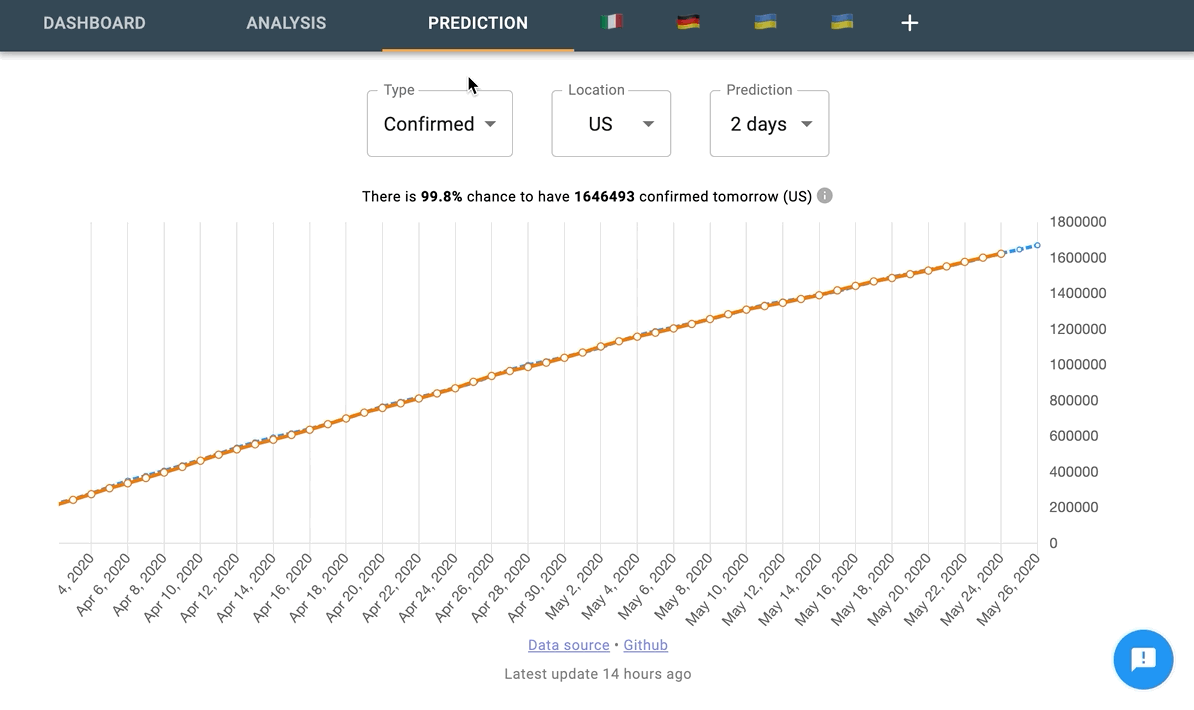 DASHBOARD ANALYSIS PREDICTION +
Type Location Prediction
Confirmed US 2 days
There is 99.8% chance to have 1646493 confirmed tomorrow (US)
1800000
1600000
1400000
1200000
1000000
800000
600000
400000
200000
0
4, 2020 Apr 6, 2020 Apr 8, 2020 Apr 10, 2020 Apr 12, 2020 Apr 14, 2020 Apr 16, 2020 Apr 18, 2020 Apr 20, 2020 Apr 22, 2020 Apr 24, 2020 Apr 26, 2020 Apr 28, 2020 Apr 30, 2020 May 2, 2020 May 4, 2020 May 6, 2020 May 8, 2020 May 10, 2020 May 12, 2020 May 14, 2020 May 16, 2020 May 18, 2020 May 20, 2020 May 22, 2020 May 24, 2020 May 26, 2020
Data source • Github
Latest update 14 hours ago